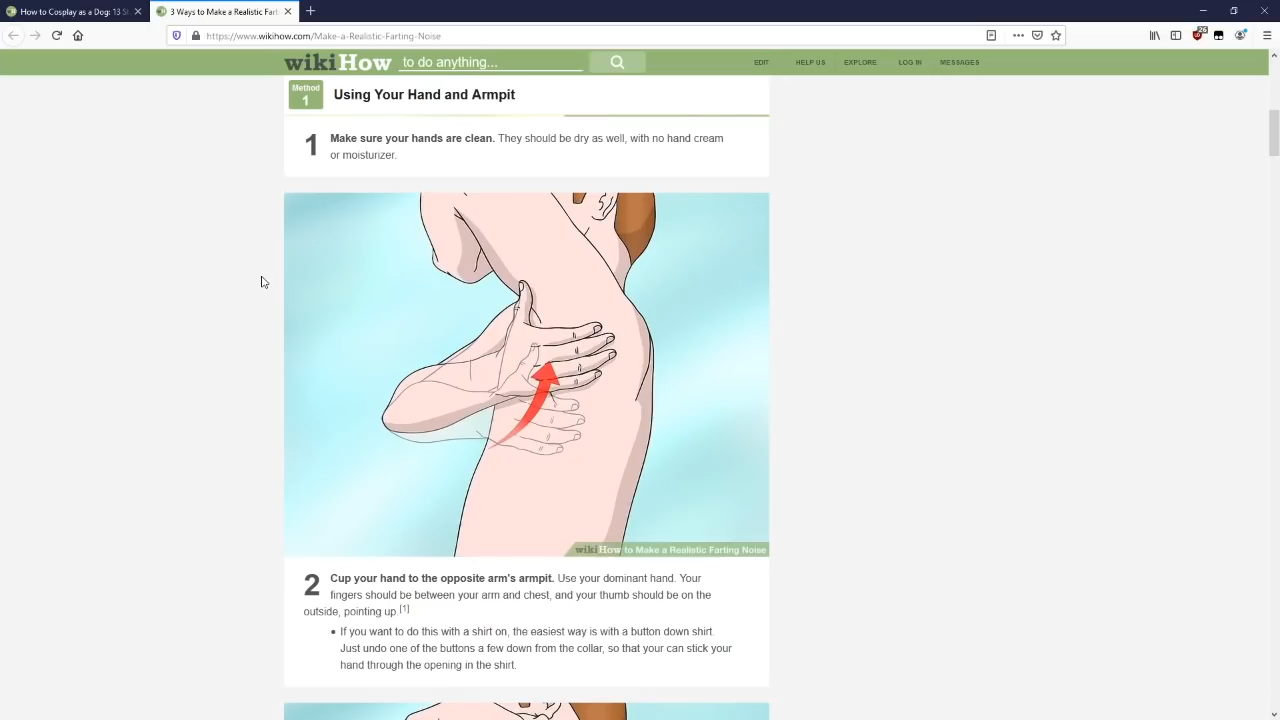 How to Cosplay as a Dog: 13 St
3 Ways to Make a Realistic Fartin
https://www.wikihow.com/Make-a-Realistic-Farting-Noise
wikiHow to do anything... EDIT HELP US EXPLORE LOG IN MESSAGES
Method
1
Using Your Hand and Armpit
1 Make sure your hands are clean. They should be dry as well, with no hand cream
or moisturizer.
wikiHow to Make a Realistic Farting Noise
2 Cup your hand to the opposite arm's armpit. Use your dominant hand. Your
fingers should be between your arm and chest, and your thumb should be on the
outside, pointing up [1]
• If you want to do this with a shirt on, the easiest way is with a button down shirt.
Just undo one of the buttons a few down from the collar, so that your can stick your
hand through the opening in the shirt.